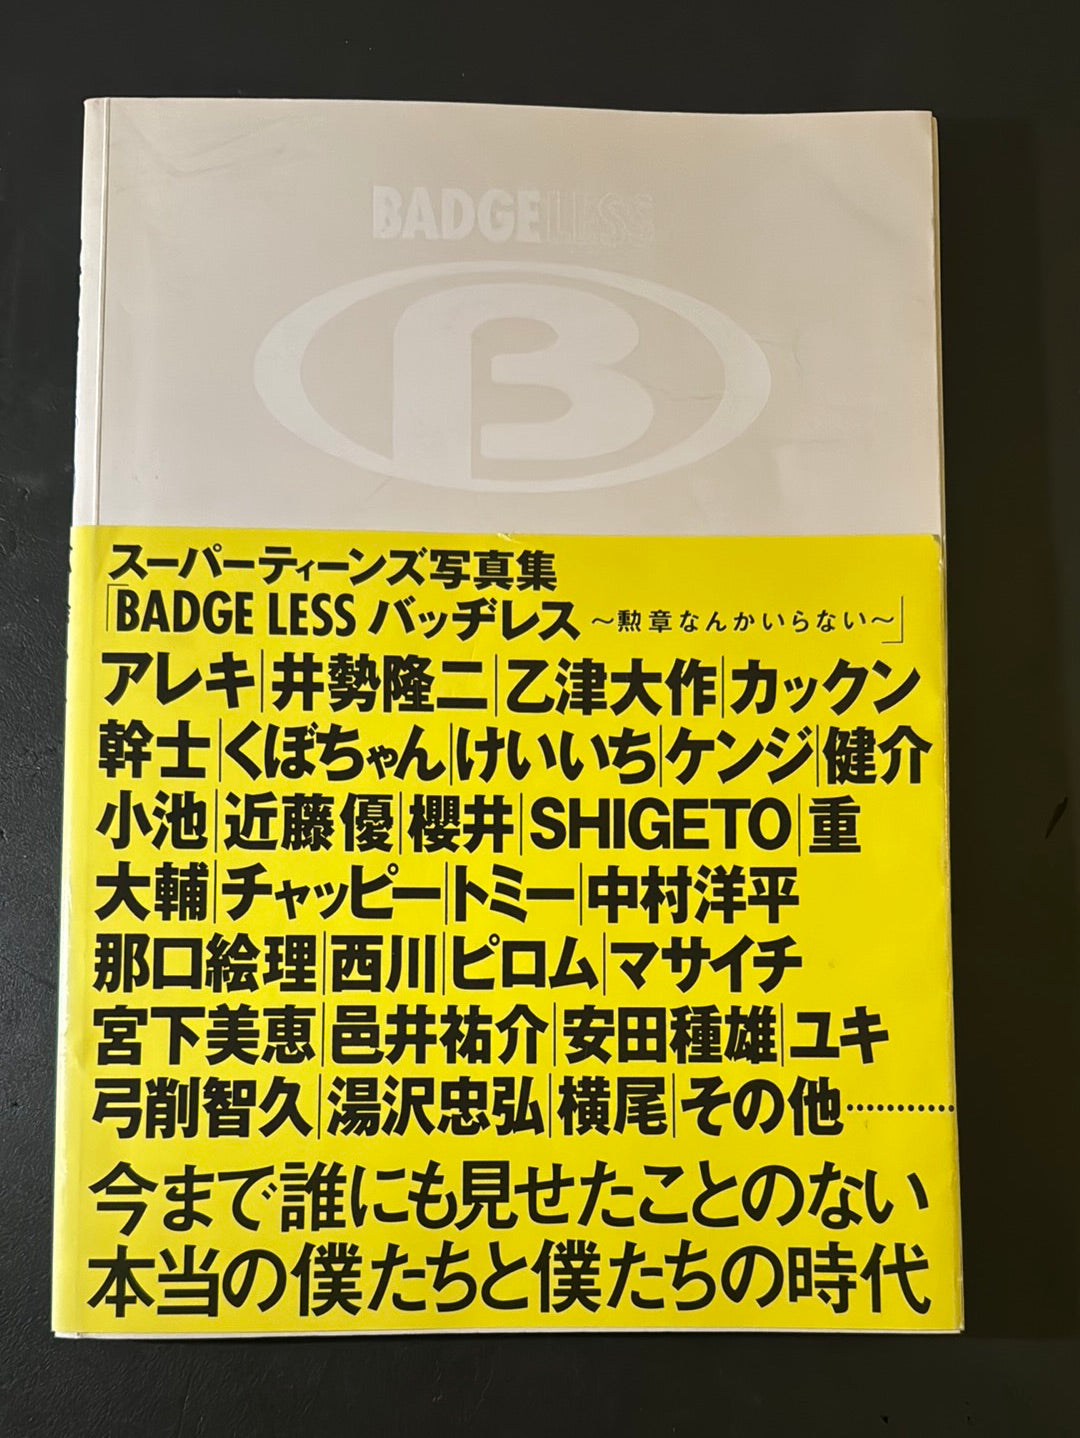 BADGELESS
B
スーパーティーンズ写真集
「BADGE LESS バッヂレス ～勲章なんかいらない～」
アレキ|井勢隆二|乙津大作|カックン
幹士|くぼちゃん|けいいち|ケンジ|健介
小池|近藤優|櫻井|SHIGETO|重
大輔|チャッピー|トミー|中村洋平
那口絵理|西川|ピロム|マサイチ
宮下美恵|邑井祐介|安田種雄|ユキ
弓削智久|湯沢忠弘|横尾|その他…………
今まで誰にも見せたことのない
本当の僕たちと僕たちの時代